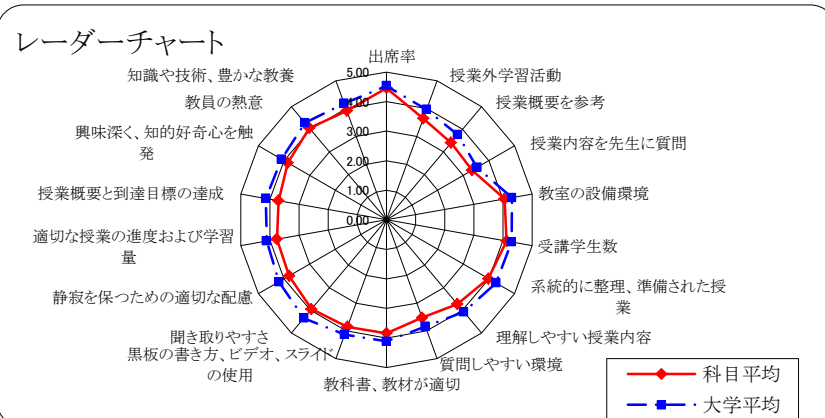 レーダーチャート
出席率
授業外学習活動
授業概要を参考
授業内容を先生に質問
教室の設備環境
受講学生数
系統的に整理、準備された授
業
理解しやすい授業内容
質問しやすい環境
教科書、教材が適切
黒板の書き方、ビデオ、スライド
の使用
聞き取りやすさ
静寂を保つための適切な配慮
適切な授業の進度および学習
量
授業概要と到達目標の達成
興味深く、知的好奇心を触
発
教員の熱意
知識や技術、豊かな教養
5.00
4.00
3.00
2.00
1.00
0.00
科目平均
大学平均